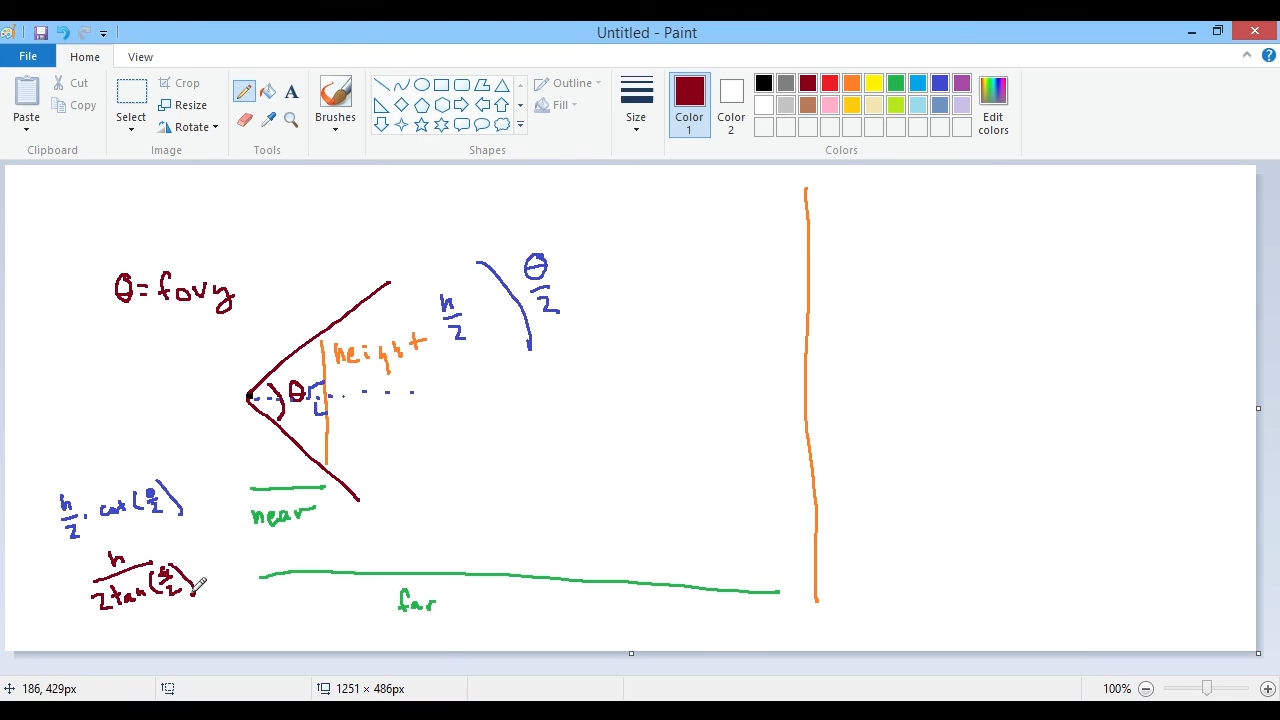 Untitled - Paint
File Home View
Paste
Cut
Copy
Clipboard
Select
Crop
Resize
Rotate
Image
A
Tools
Brushes
Outline
Fill
Shapes
Size
Color 1
Color 2
Edit colors
Colors
θ = fovy
θ
height
h/2
θ/2
near
far
h/2 · cot(θ/2)
h/2tan(θ/2)
186, 429px
1251 × 486px
100%